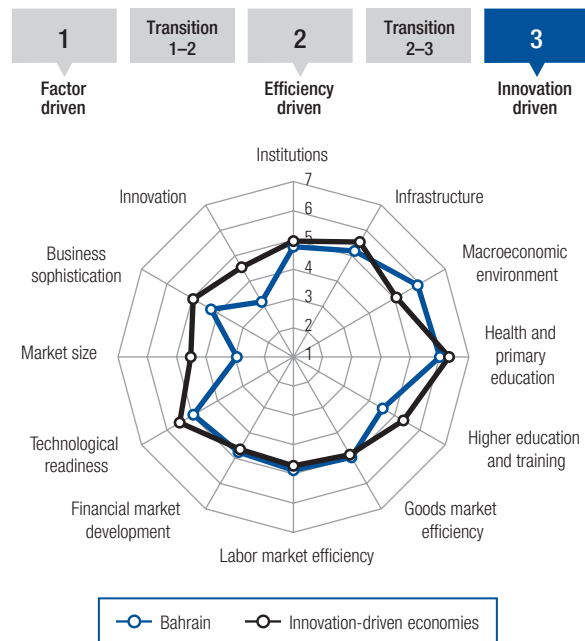 1
Transition
1–2
2
Transition
2–3
3
Factor
driven
Efficiency
driven
Innovation
driven
Institutions
Innovation
7
Infrastructure
6
Business
sophistication
5
Macroeconomic
environment
4
3
2
Market size
1
Health and
primary
education
Technological
readiness
Higher education
and training
Financial market
development
Goods market
efficiency
Labor market efficiency
Bahrain
Innovation-driven economies